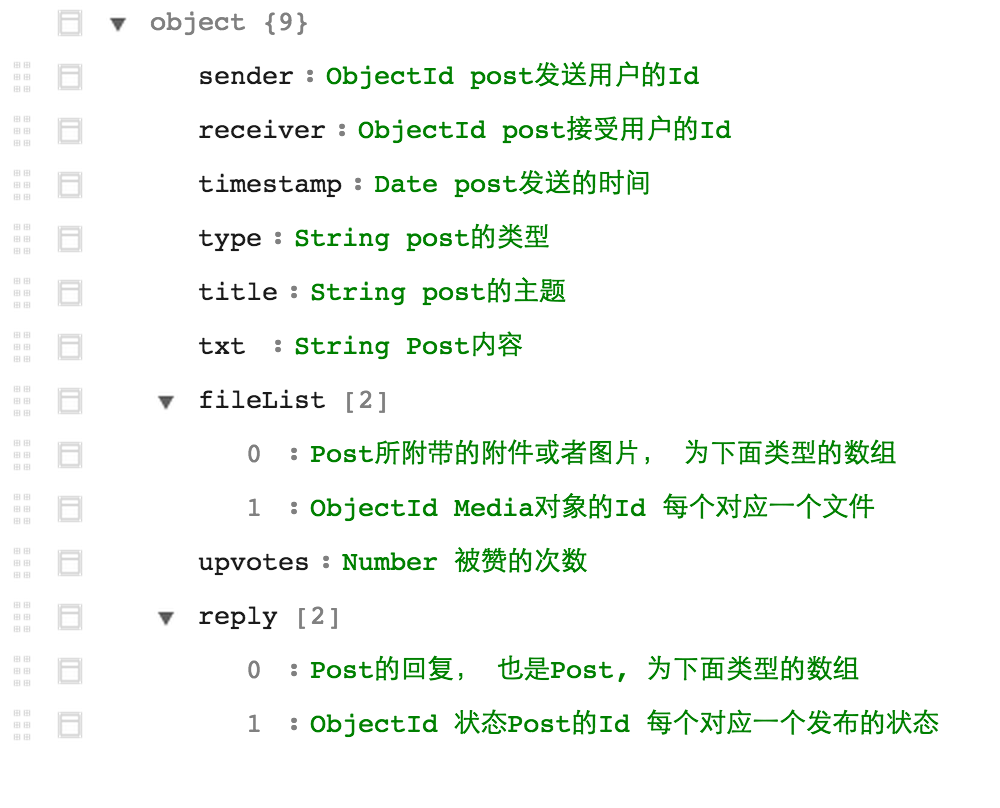 object {9}
sender : ObjectId post发送用户的Id
receiver : ObjectId post接受用户的Id
timestamp : Date post发送的时间
type : String post的类型
title : String post的主题
txt : String Post内容
fileList [2]
0 : Post所附带的附件或者图片， 为下面类型的数组
1 : ObjectId Media对象的Id 每个对应一个文件
upvotes : Number 被赞的次数
reply [2]
0 : Post的回复， 也是Post, 为下面类型的数组
1 : ObjectId 状态Post的Id 每个对应一个发布的状态